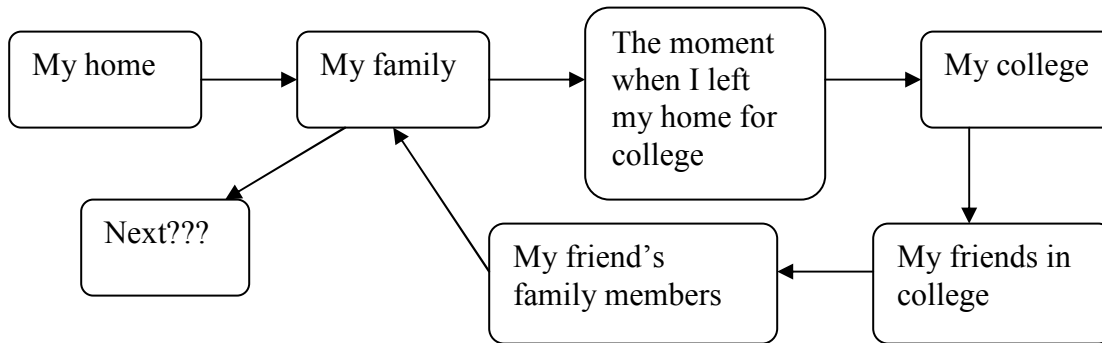 My home
My family
The moment
when I left
my home for
college
My college
My friends in
college
My friend’s
family members
Next???